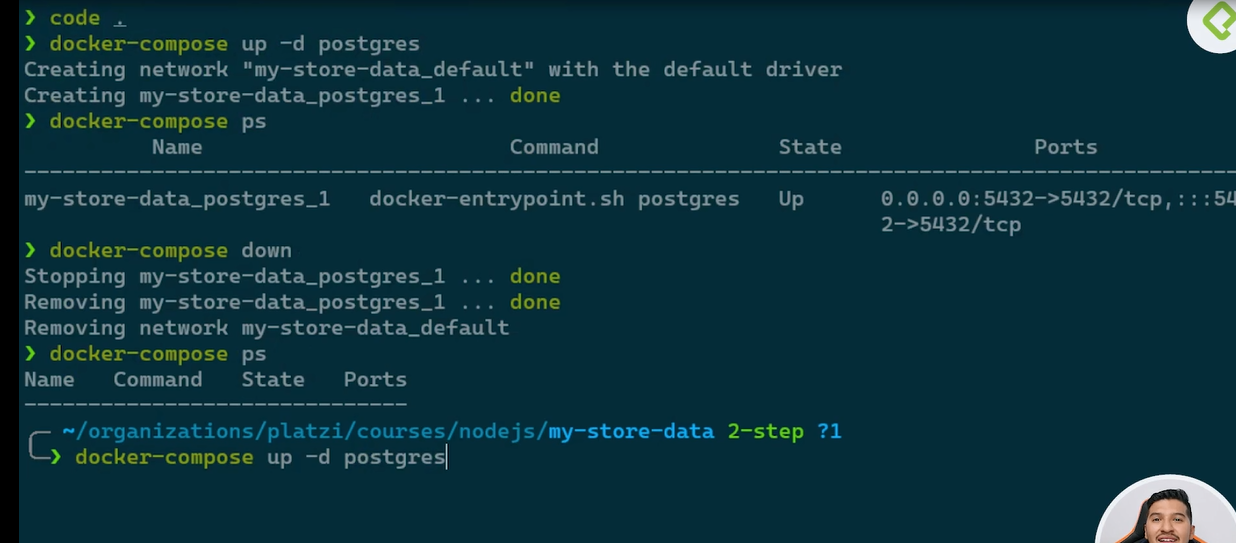 ❯ code .
❯ docker-compose up -d postgres
Creating network "my-store-data_default" with the default driver
Creating my-store-data_postgres_1 ... done
❯ docker-compose ps
Name Command State Ports
--------------------------------------------------------------------------------
my-store-data_postgres_1 docker-entrypoint.sh postgres Up 0.0.0.0:5432->5432/tcp,:::54
2->5432/tcp
❯ docker-compose down
Stopping my-store-data_postgres_1 ... done
Removing my-store-data_postgres_1 ... done
Removing network my-store-data_default
❯ docker-compose ps
Name Command State Ports
------------------------------
~/organizations/platzi/courses/nodejs/my-store-data 2-step ?1
❯ docker-compose up -d postgres